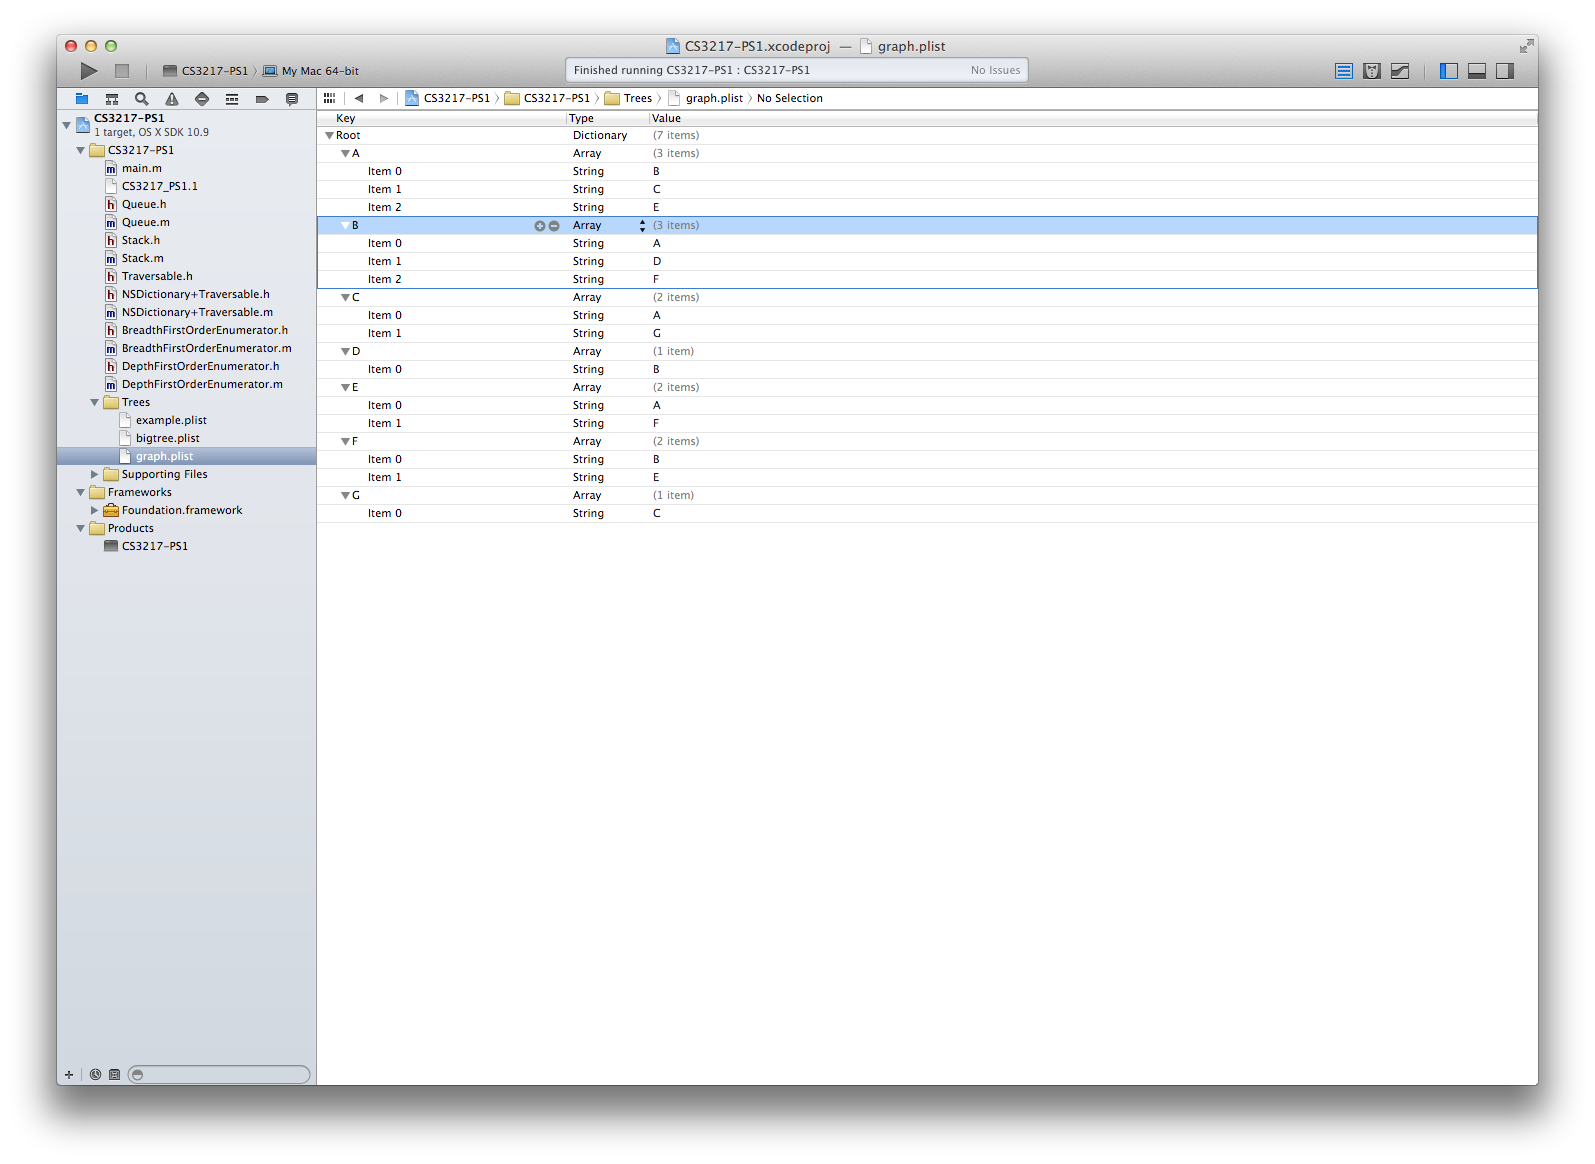 CS3217-PS1.xcodeproj — graph.plist
CS3217-PS1 My Mac 64-bit
Finished running CS3217-PS1 : CS3217-PS1 No Issues
CS3217-PS1 CS3217-PS1 Trees graph.plist No Selection
CS3217-PS1
1 target, OS X SDK 10.9
CS3217-PS1
main.m
CS3217_PS1.1
Queue.h
Queue.m
Stack.h
Stack.m
Traversable.h
NSDictionary+Traversable.h
NSDictionary+Traversable.m
BreadthFirstOrderEnumerator.h
BreadthFirstOrderEnumerator.m
DepthFirstOrderEnumerator.h
DepthFirstOrderEnumerator.m
Trees
example.plist
bigtree.plist
graph.plist
Supporting Files
Frameworks
Foundation.framework
Products
CS3217-PS1
Key Type Value
Root Dictionary (7 items)
A Array (3 items)
Item 0 String B
Item 1 String C
Item 2 String E
B Array (3 items)
Item 0 String A
Item 1 String D
Item 2 String F
C Array (2 items)
Item 0 String A
Item 1 String G
D Array (1 item)
Item 0 String B
E Array (2 items)
Item 0 String A
Item 1 String F
F Array (2 items)
Item 0 String B
Item 1 String E
G Array (1 item)
Item 0 String C